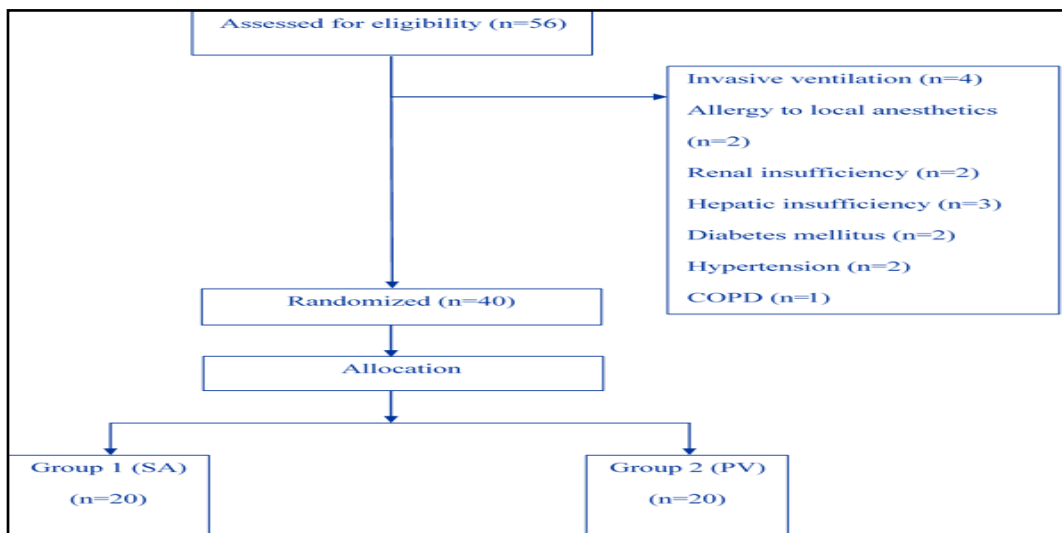 Assessed for eligibility (n=56)
Invasive ventilation (n=4)
Allergy to local anesthetics
(n=2)
Renal insufficiency (n=2)
Hepatic insufficiency (n=3)
Diabetes mellitus (n=2)
Hypertension (n=2)
COPD (n=1)
Randomized (n=40)
Allocation
Group 1 (SA)
(n=20)
Group 2 (PV)
(n=20)